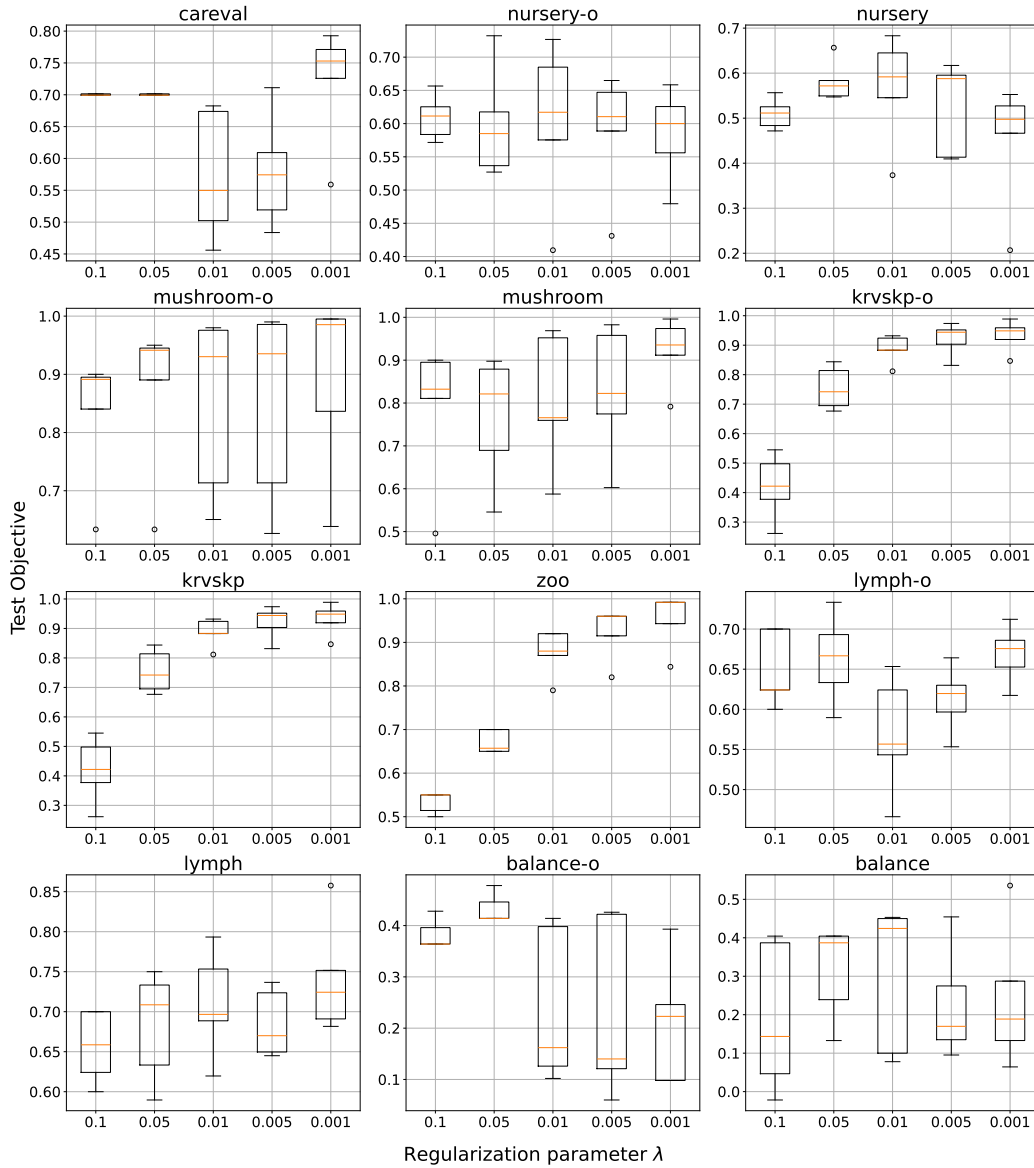 careval
nursery-o
nursery
0.80
0.75
0.70
0.65
0.60
0.55
0.50
0.45
0.1 0.05 0.01 0.005 0.001
0.70
0.65
0.60
0.55
0.50
0.45
0.40
0.1 0.05 0.01 0.005 0.001
0.7
0.6
0.5
0.4
0.3
0.2
0.1 0.05 0.01 0.005 0.001
mushroom-o
mushroom
krvskp-o
1.0
0.9
0.8
0.7
0.1 0.05 0.01 0.005 0.001
1.0
0.9
0.8
0.7
0.6
0.5
0.1 0.05 0.01 0.005 0.001
1.0
0.9
0.8
0.7
0.6
0.5
0.4
0.3
0.1 0.05 0.01 0.005 0.001
Test Objective
krvskp
zoo
lymph-o
1.0
0.9
0.8
0.7
0.6
0.5
0.4
0.3
0.1 0.05 0.01 0.005 0.001
1.0
0.9
0.8
0.7
0.6
0.5
0.1 0.05 0.01 0.005 0.001
0.70
0.65
0.60
0.55
0.50
0.1 0.05 0.01 0.005 0.001
lymph
balance-o
balance
0.85
0.80
0.75
0.70
0.65
0.60
0.1 0.05 0.01 0.005 0.001
0.4
0.3
0.2
0.1
0.1 0.05 0.01 0.005 0.001
0.5
0.4
0.3
0.2
0.1
0.0
0.1 0.05 0.01 0.005 0.001
Regularization parameter λ